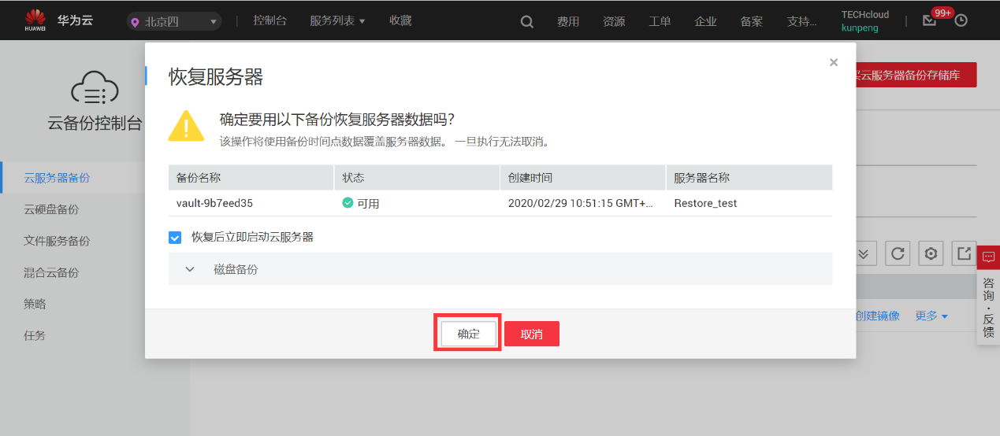 HUAWEI 华为云 北京四 控制台 服务列表 收藏 费用 资源 工单 企业 备案 支持... TECHcloud 99+
kunpeng
云备份控制台
云服务器备份
云硬盘备份
文件服务备份
混合云备份
策略
任务
云服务器备份存储库
恢复服务器
确定要用以下备份恢复服务器数据吗?
该操作将使用备份时间点数据覆盖服务器数据。 一旦执行无法取消。
备份名称 状态 创建时间 服务器名称
vault-9b7eed35 可用 2020/02/29 10:51:15 GMT+... Restore_test
恢复后立即启动云服务器
磁盘备份
确定 取消
创建镜像 更多
咨询·反馈